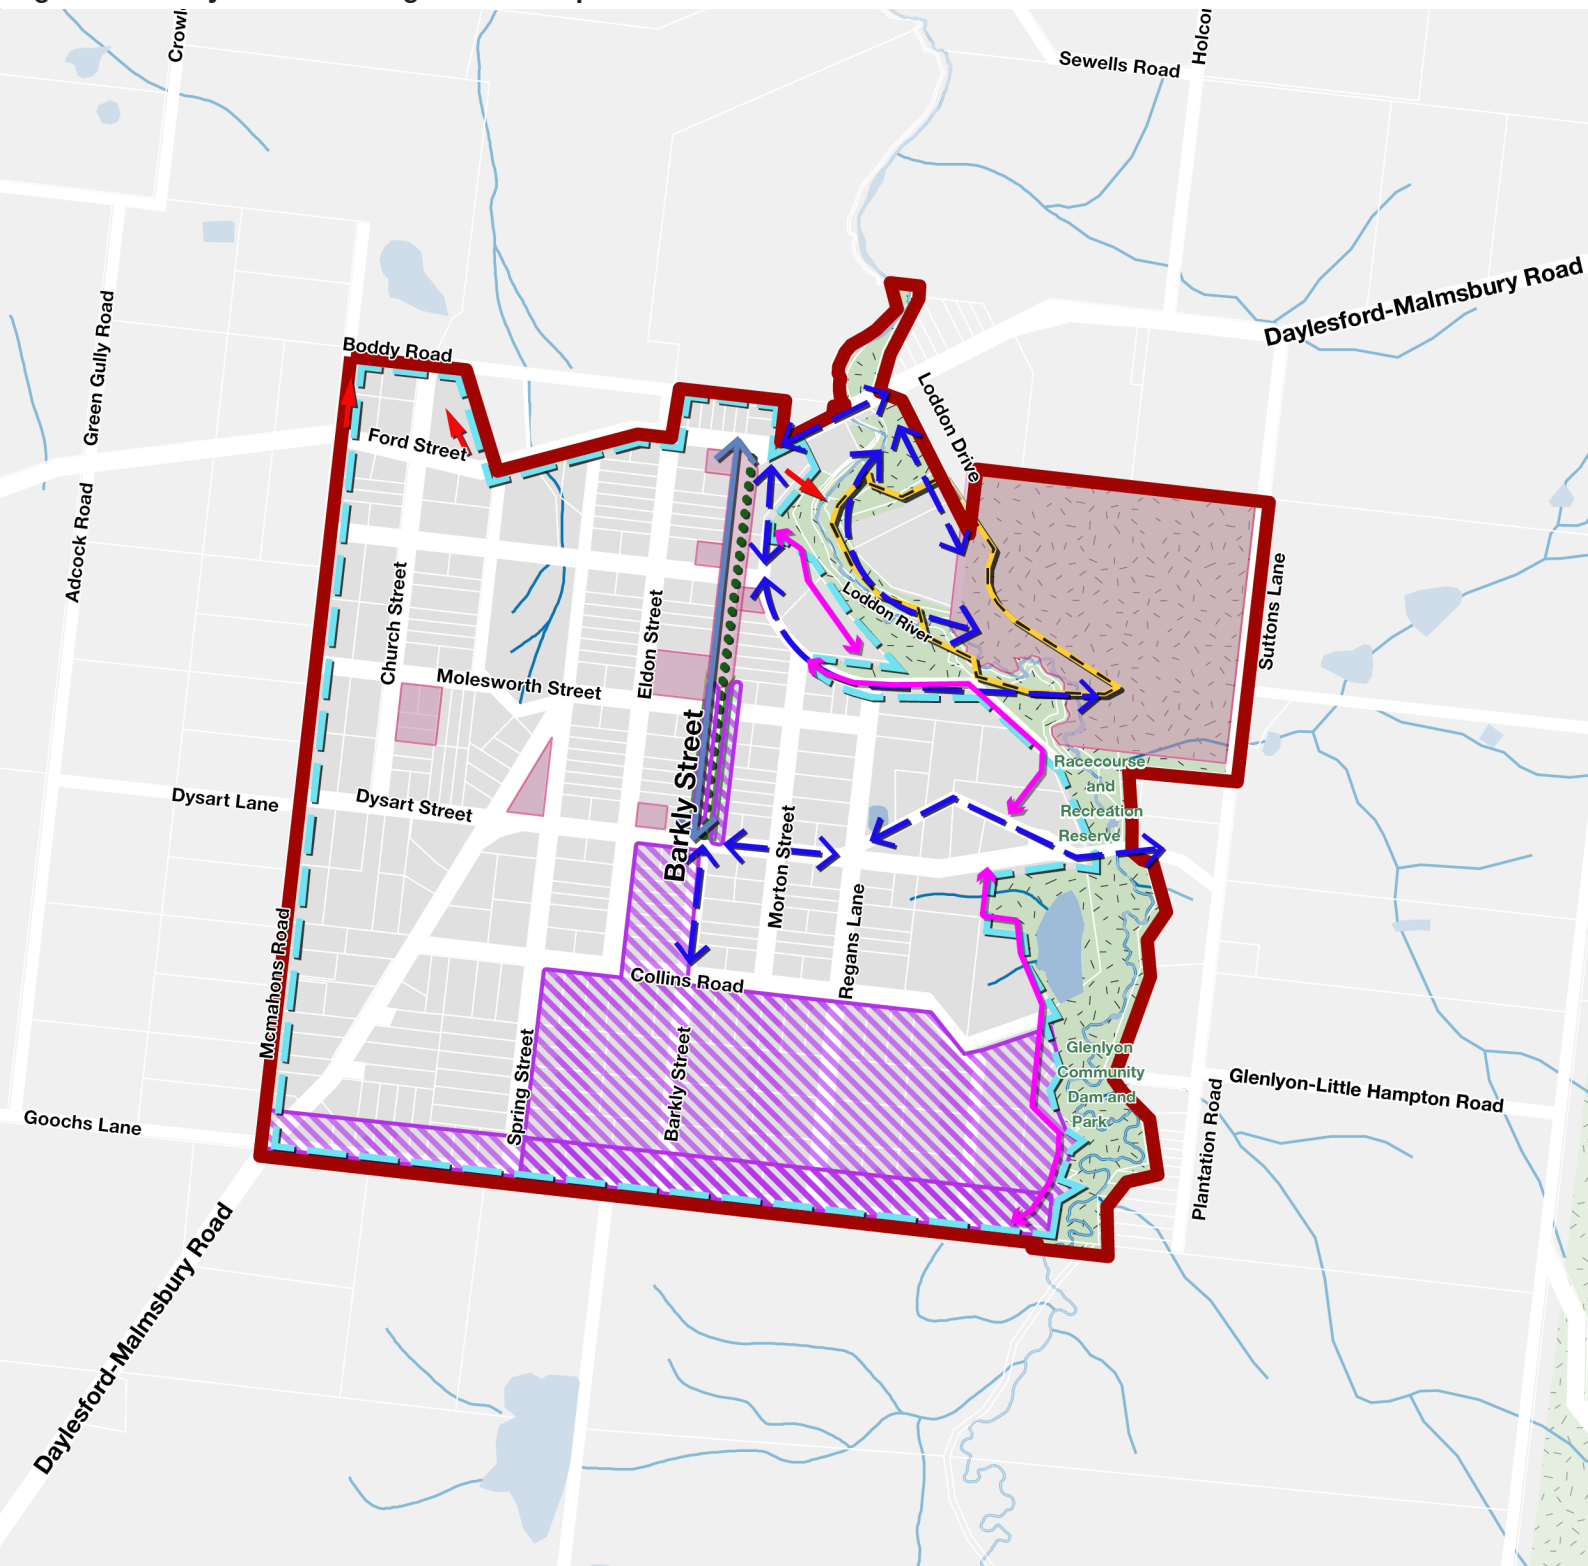 Crowl
Holcor
Sewells Road
Daylesford-Malmsbury Road
Green Gully Road
Boddy Road
Loddon Drive
Ford Street
Adcock Road
Church Street
Eldon Street
Loddon River
Suttons Lane
Molesworth Street
Barkly Street
Racecourse
and
Recreation
Reserve
Dysart Lane
Dysart Street
Morton Street
Regans Lane
Mcmahons Road
Collins Road
Spring Street
Barkly Street
Glenlyon
Community
Dam and
Park
Glenlyon-Little Hampton Road
Plantation Road
Goochs Lane
Daylesford-Malmsbury Road